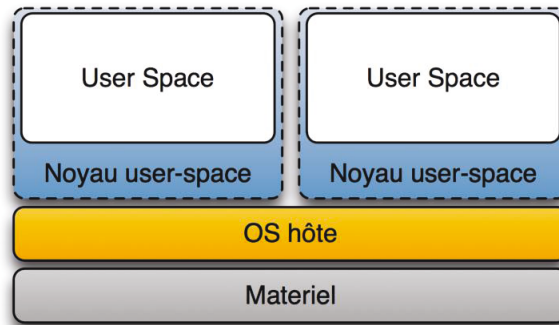 User Space
User Space
Noyau user-space
Noyau user-space
OS hôte
Materiel